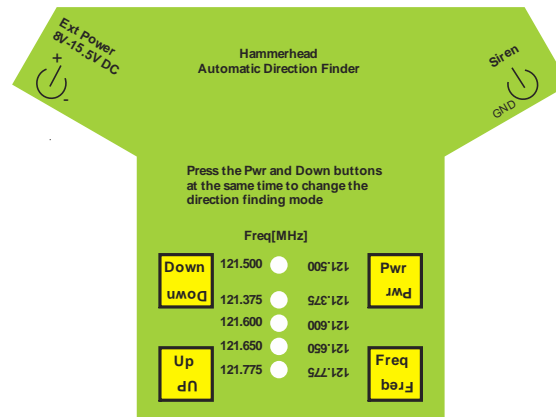 Ext Power
8V-15.5V DC
+
-
Hammerhead
Automatic Direction Finder
Siren
GND
Press the Pwr and Down buttons
at the same time to change the
direction finding mode
Freq[MHz]
Down
Down
121.500
121.500
Pwr
Pwr
121.375
121.375
121.600
121.600
Up
UP
121.650
121.650
Freq
Freq
121.775
121.775